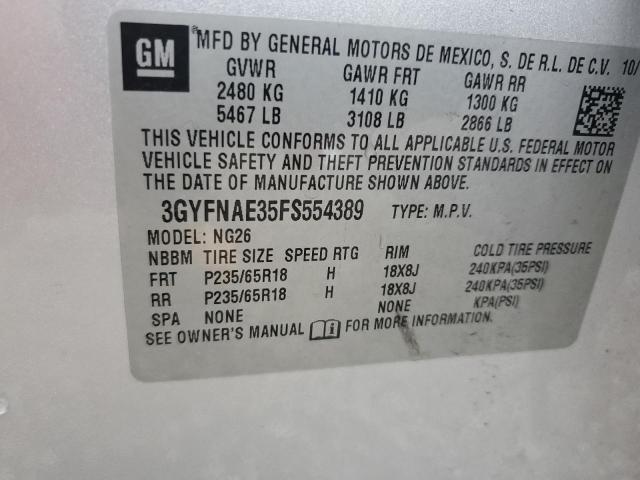 GM MFD BY GENERAL MOTORS DE MEXICO, S. DE R.L. DE C.V. 10/
GVWR GAWR FRT GAWR RR
2480 KG 1410 KG 1300 KG
5467 LB 3108 LB 2866 LB
THIS VEHICLE CONFORMS TO ALL APPLICABLE U.S. FEDERAL MOTOR
VEHICLE SAFETY AND THEFT PREVENTION STANDARDS IN EFFECT ON
THE DATE OF MANUFACTURE SHOWN ABOVE.
3GYFNAE35FS554389 TYPE: M.P.V.
MODEL: NG26
NBBM TIRE SIZE SPEED RTG RIM COLD TIRE PRESSURE
FRT P235/65R18 H 18X8J 240KPA(35PSI)
RR P235/65R18 H 18X8J 240KPA(35PSI)
SPA NONE NONE KPA(PSI)
SEE OWNER'S MANUAL i FOR MORE INFORMATION.